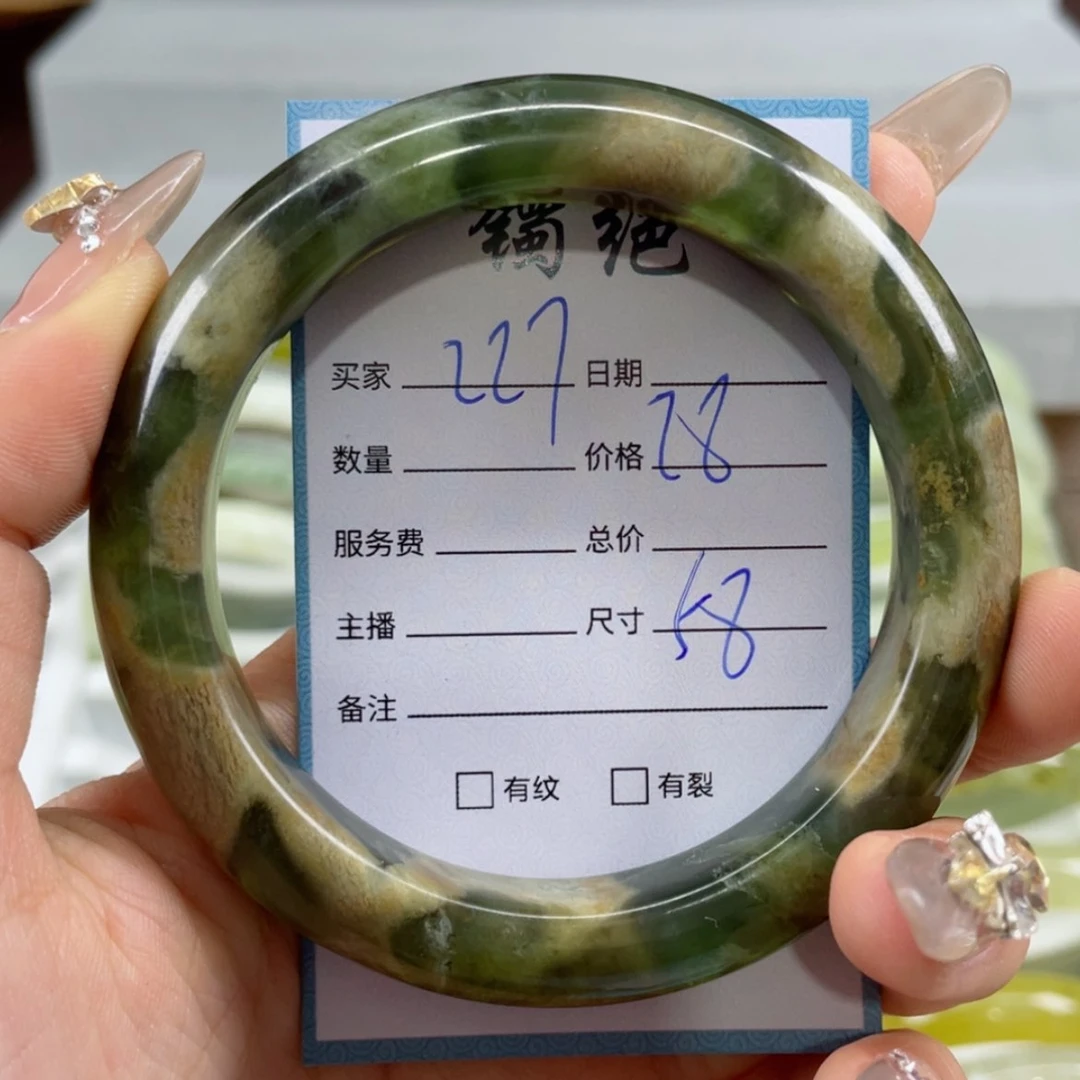 镯绝
买家 227 日期
数量 价格 28
服务费 总价
主播 尺寸 58
备注
有纹 有裂